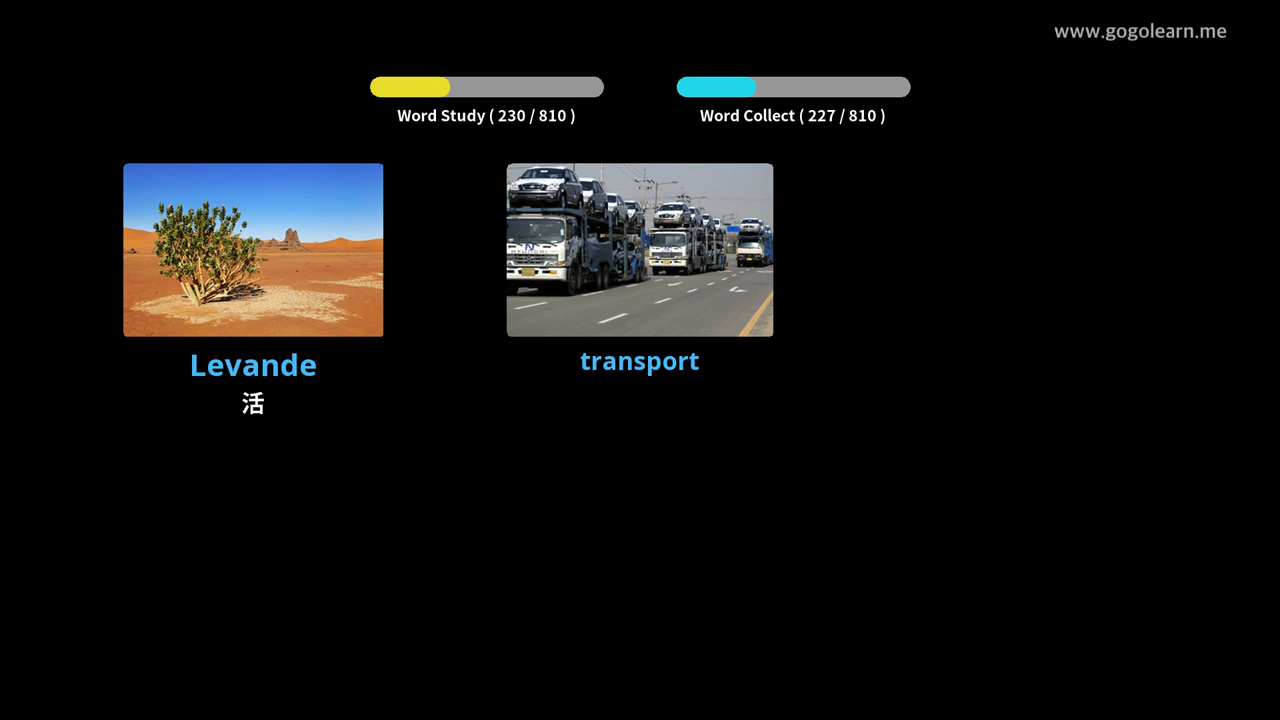 www.gogolearn.me
Word Study ( 230 / 810 )
Word Collect ( 227 / 810 )
Levande
活
transport